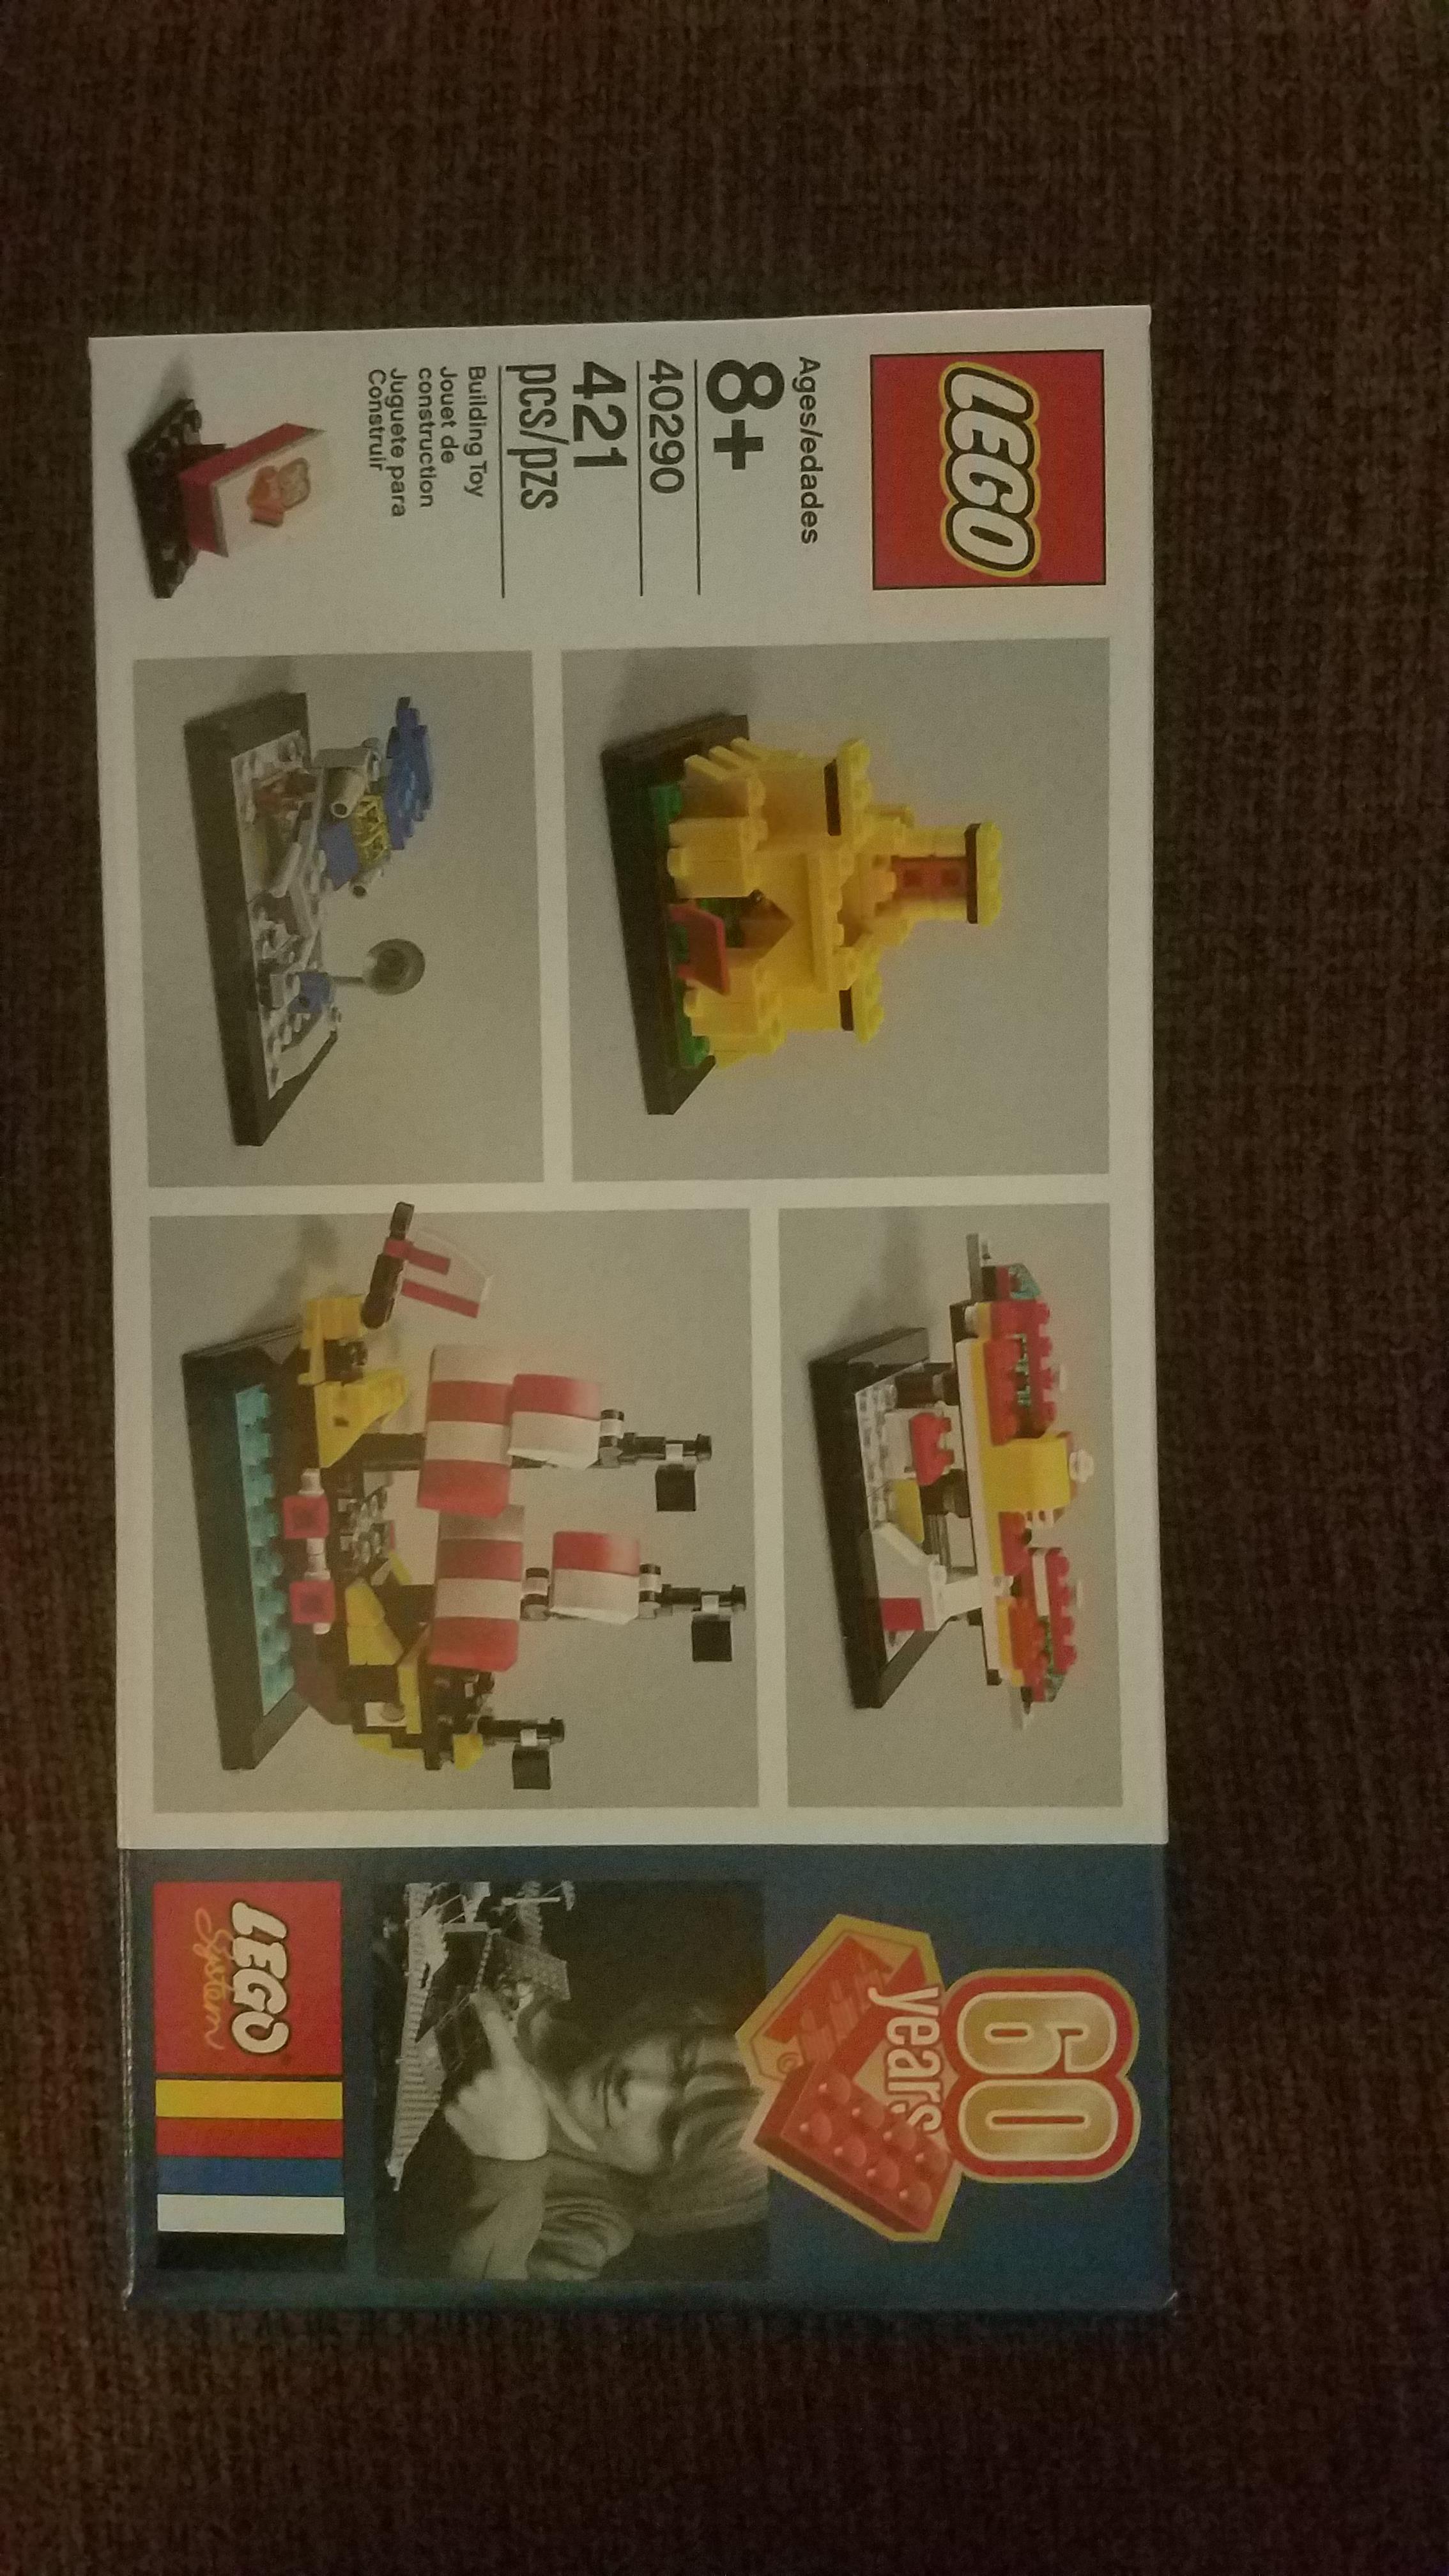 LEGO
Ages/edades
8+
40290
421
pcs/pzs
Building Toy
Jouet de
construction
Juguete para
Construir
60
years
LEGO
System